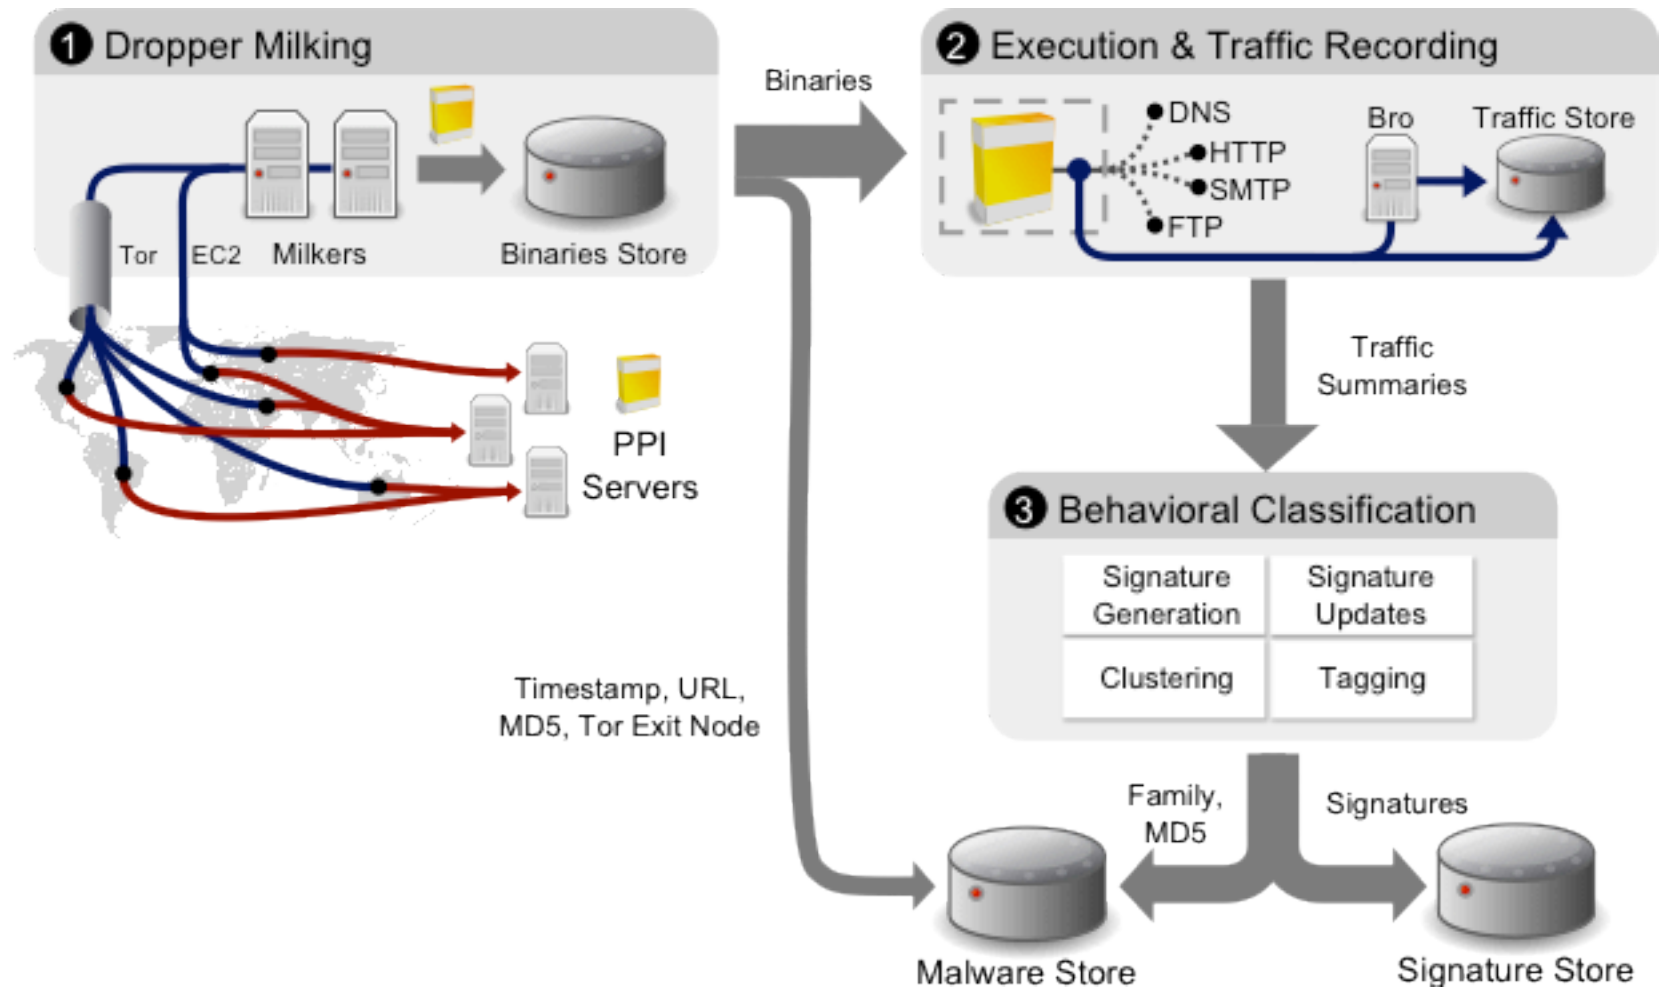 1 Dropper Milking
Tor
EC2
Milkers
Binaries Store
PPI
Servers
Binaries
2 Execution & Traffic Recording
DNS
HTTP
SMTP
FTP
Bro
Traffic Store
Traffic
Summaries
3 Behavioral Classification
Signature
Generation
Signature
Updates
Clustering
Tagging
Timestamp, URL,
MD5, Tor Exit Node
Family,
MD5
Signatures
Malware Store
Signature Store